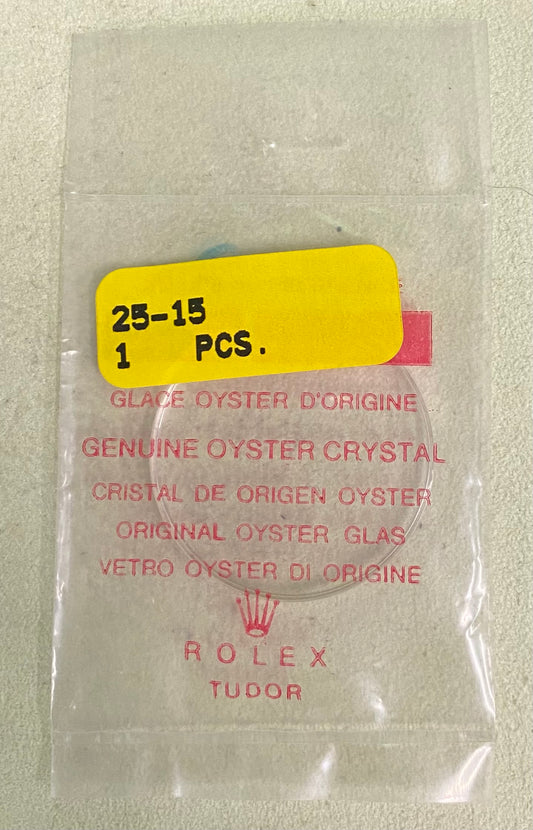 25-15
1 PCS.
GLACE OYSTER D'ORIGINE
GENUINE OYSTER CRYSTAL
CRISTAL DE ORIGEN OYSTER
ORIGINAL OYSTER GLAS
VETRO OYSTER DI ORIGINE
ROLEX
TUDOR